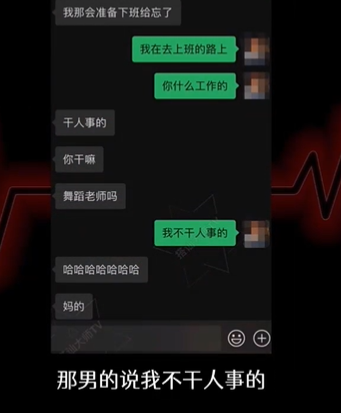 我那会准备下班给忘了
我在去上班的路上
你什么工作的
干人事的
你干嘛
舞蹈老师吗
我不干人事的
哈哈哈哈哈哈哈
妈的
那男的说我不干人事的